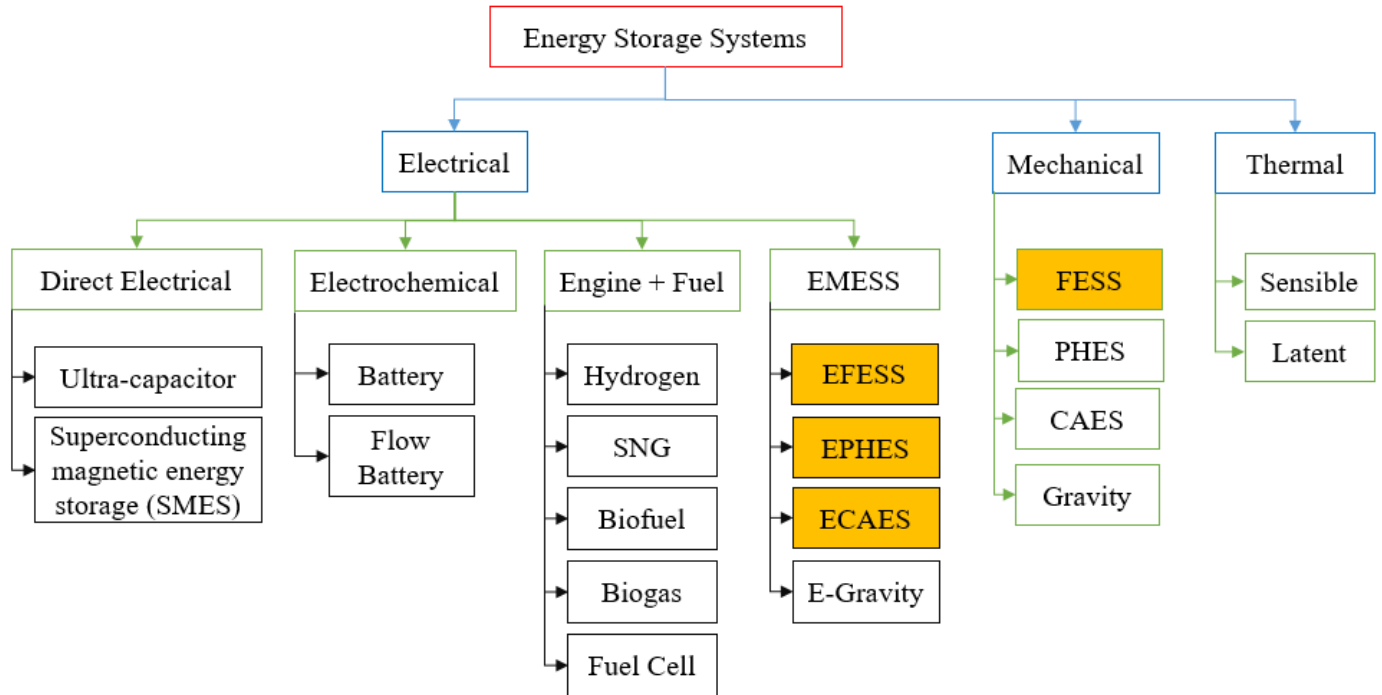 Energy Storage Systems
Electrical
Mechanical
Thermal
Direct Electrical
Electrochemical
Engine + Fuel
EMESS
FESS
Sensible
Ultra-capacitor
Battery
Hydrogen
EFESS
PHES
Latent
Superconducting
magnetic energy
storage (SMES)
Flow
Battery
SNG
EPHES
CAES
Biofuel
ECAES
Gravity
Biogas
E-Gravity
Fuel Cell